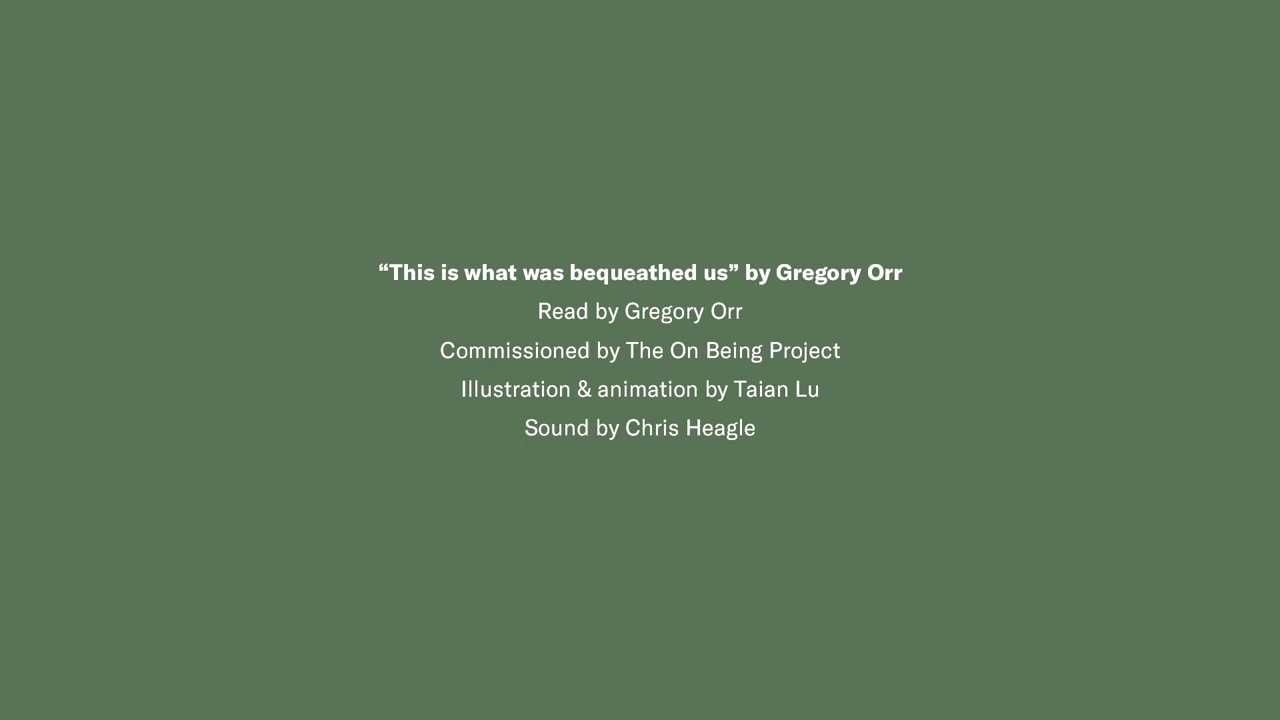 “This is what was bequeathed us” by Gregory Orr
Read by Gregory Orr
Commissioned by The On Being Project
Illustration & animation by Taian Lu
Sound by Chris Heagle